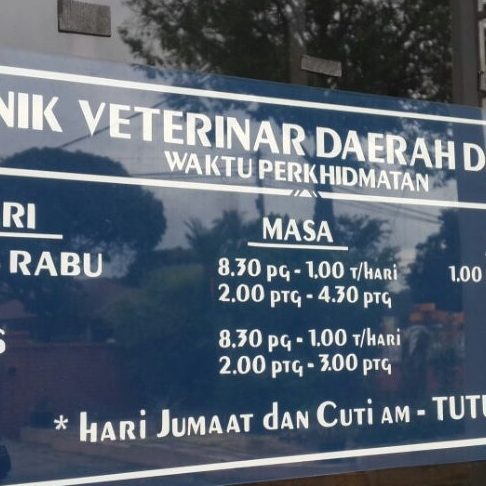 NIK VETERINAR DAERAH D
WAKTU PERKHIDMATAN
RI MASA
RABU 8.30 pg - 1.00 t/hari 1.00
2.00 ptg - 4.30 ptg
S 8.30 pg - 1.00 t/hari
2.00 ptg - 3.00 ptg
* Hari Jumaat dan Cuti am - TUTU